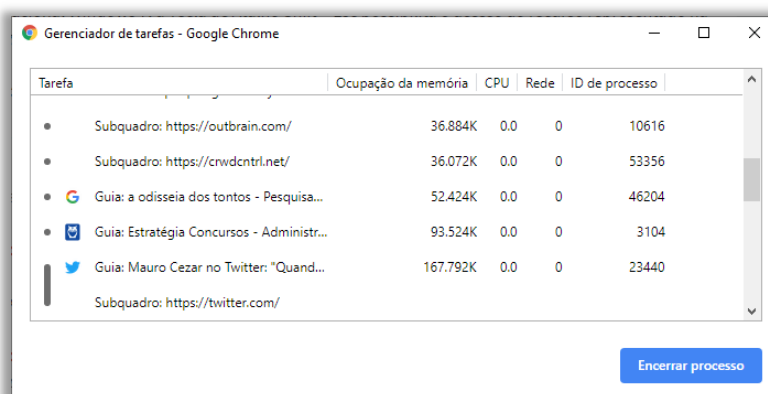 Gerenciador de tarefas - Google Chrome
Tarefa Ocupação da memória CPU Rede ID de processo
Subquadro: https://outbrain.com/ 36.884K 0.0 0 10616
Subquadro: https://crwdcntrl.net/ 36.072K 0.0 0 53356
Guia: a odisseia dos tontos - Pesquisa... 52.424K 0.0 0 46204
Guia: Estratégia Concursos - Administr... 93.524K 0.0 0 3104
Guia: Mauro Cezar no Twitter: "Quand... 167.792K 0.0 0 23440
Subquadro: https://twitter.com/
Encerrar processo